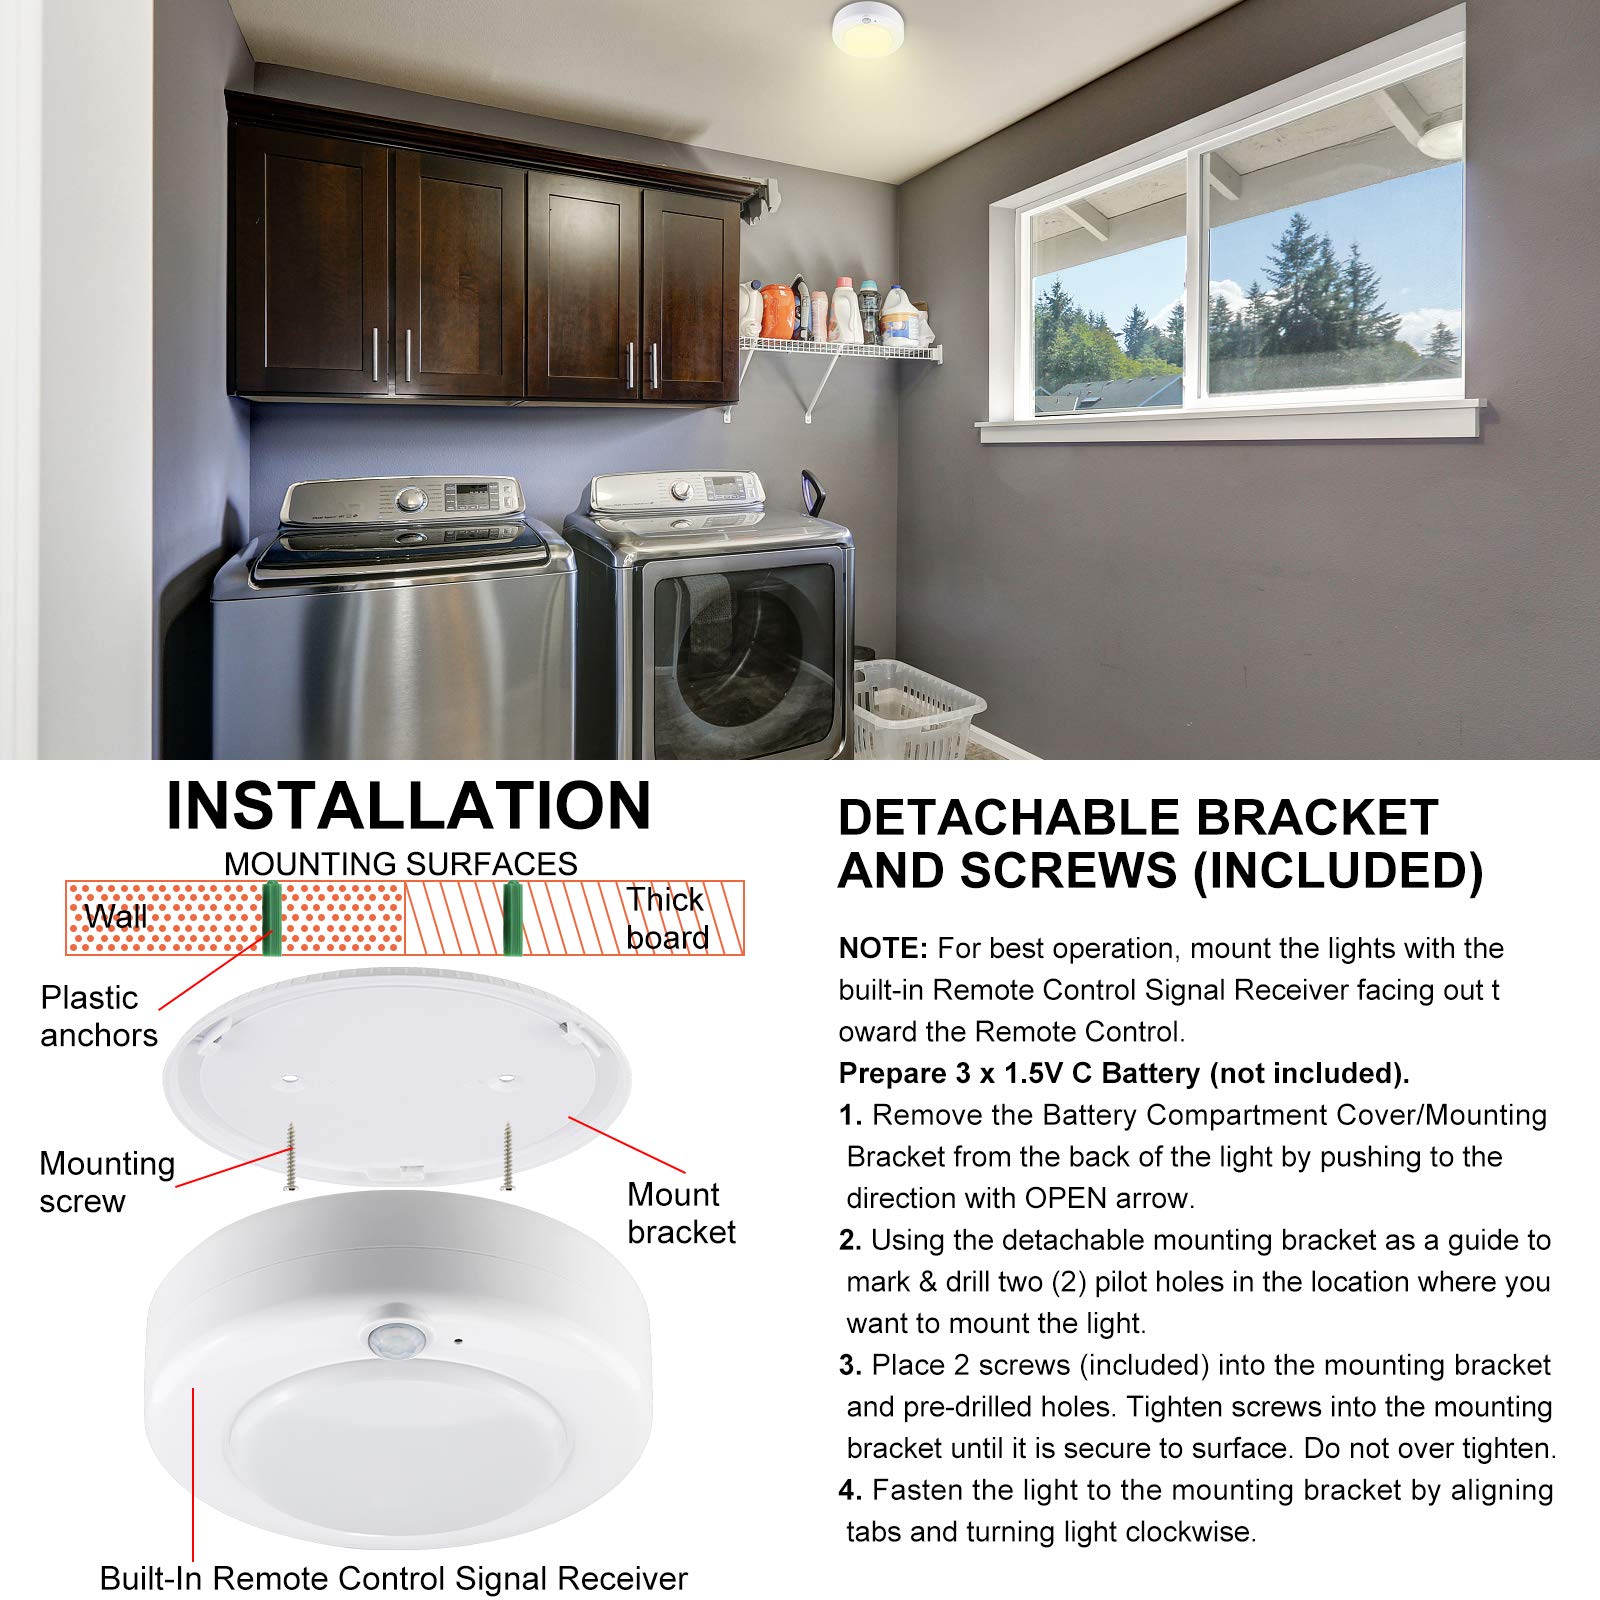 INSTALLATION
MOUNTING SURFACES
Wall
Thick
board
Plastic
anchors
Mounting
screw
Mount
bracket
Built-In Remote Control Signal Receiver
DETACHABLE BRACKET
AND SCREWS (INCLUDED)
NOTE: For best operation, mount the lights with the
built-in Remote Control Signal Receiver facing out t
oward the Remote Control.
Prepare 3 x 1.5V C Battery (not included).
1. Remove the Battery Compartment Cover/Mounting
Bracket from the back of the light by pushing to the
direction with OPEN arrow.
2. Using the detachable mounting bracket as a guide to
mark & drill two (2) pilot holes in the location where you
want to mount the light.
3. Place 2 screws (included) into the mounting bracket
and pre-drilled holes. Tighten screws into the mounting
bracket until it is secure to surface. Do not over tighten.
4. Fasten the light to the mounting bracket by aligning
tabs and turning light clockwise.